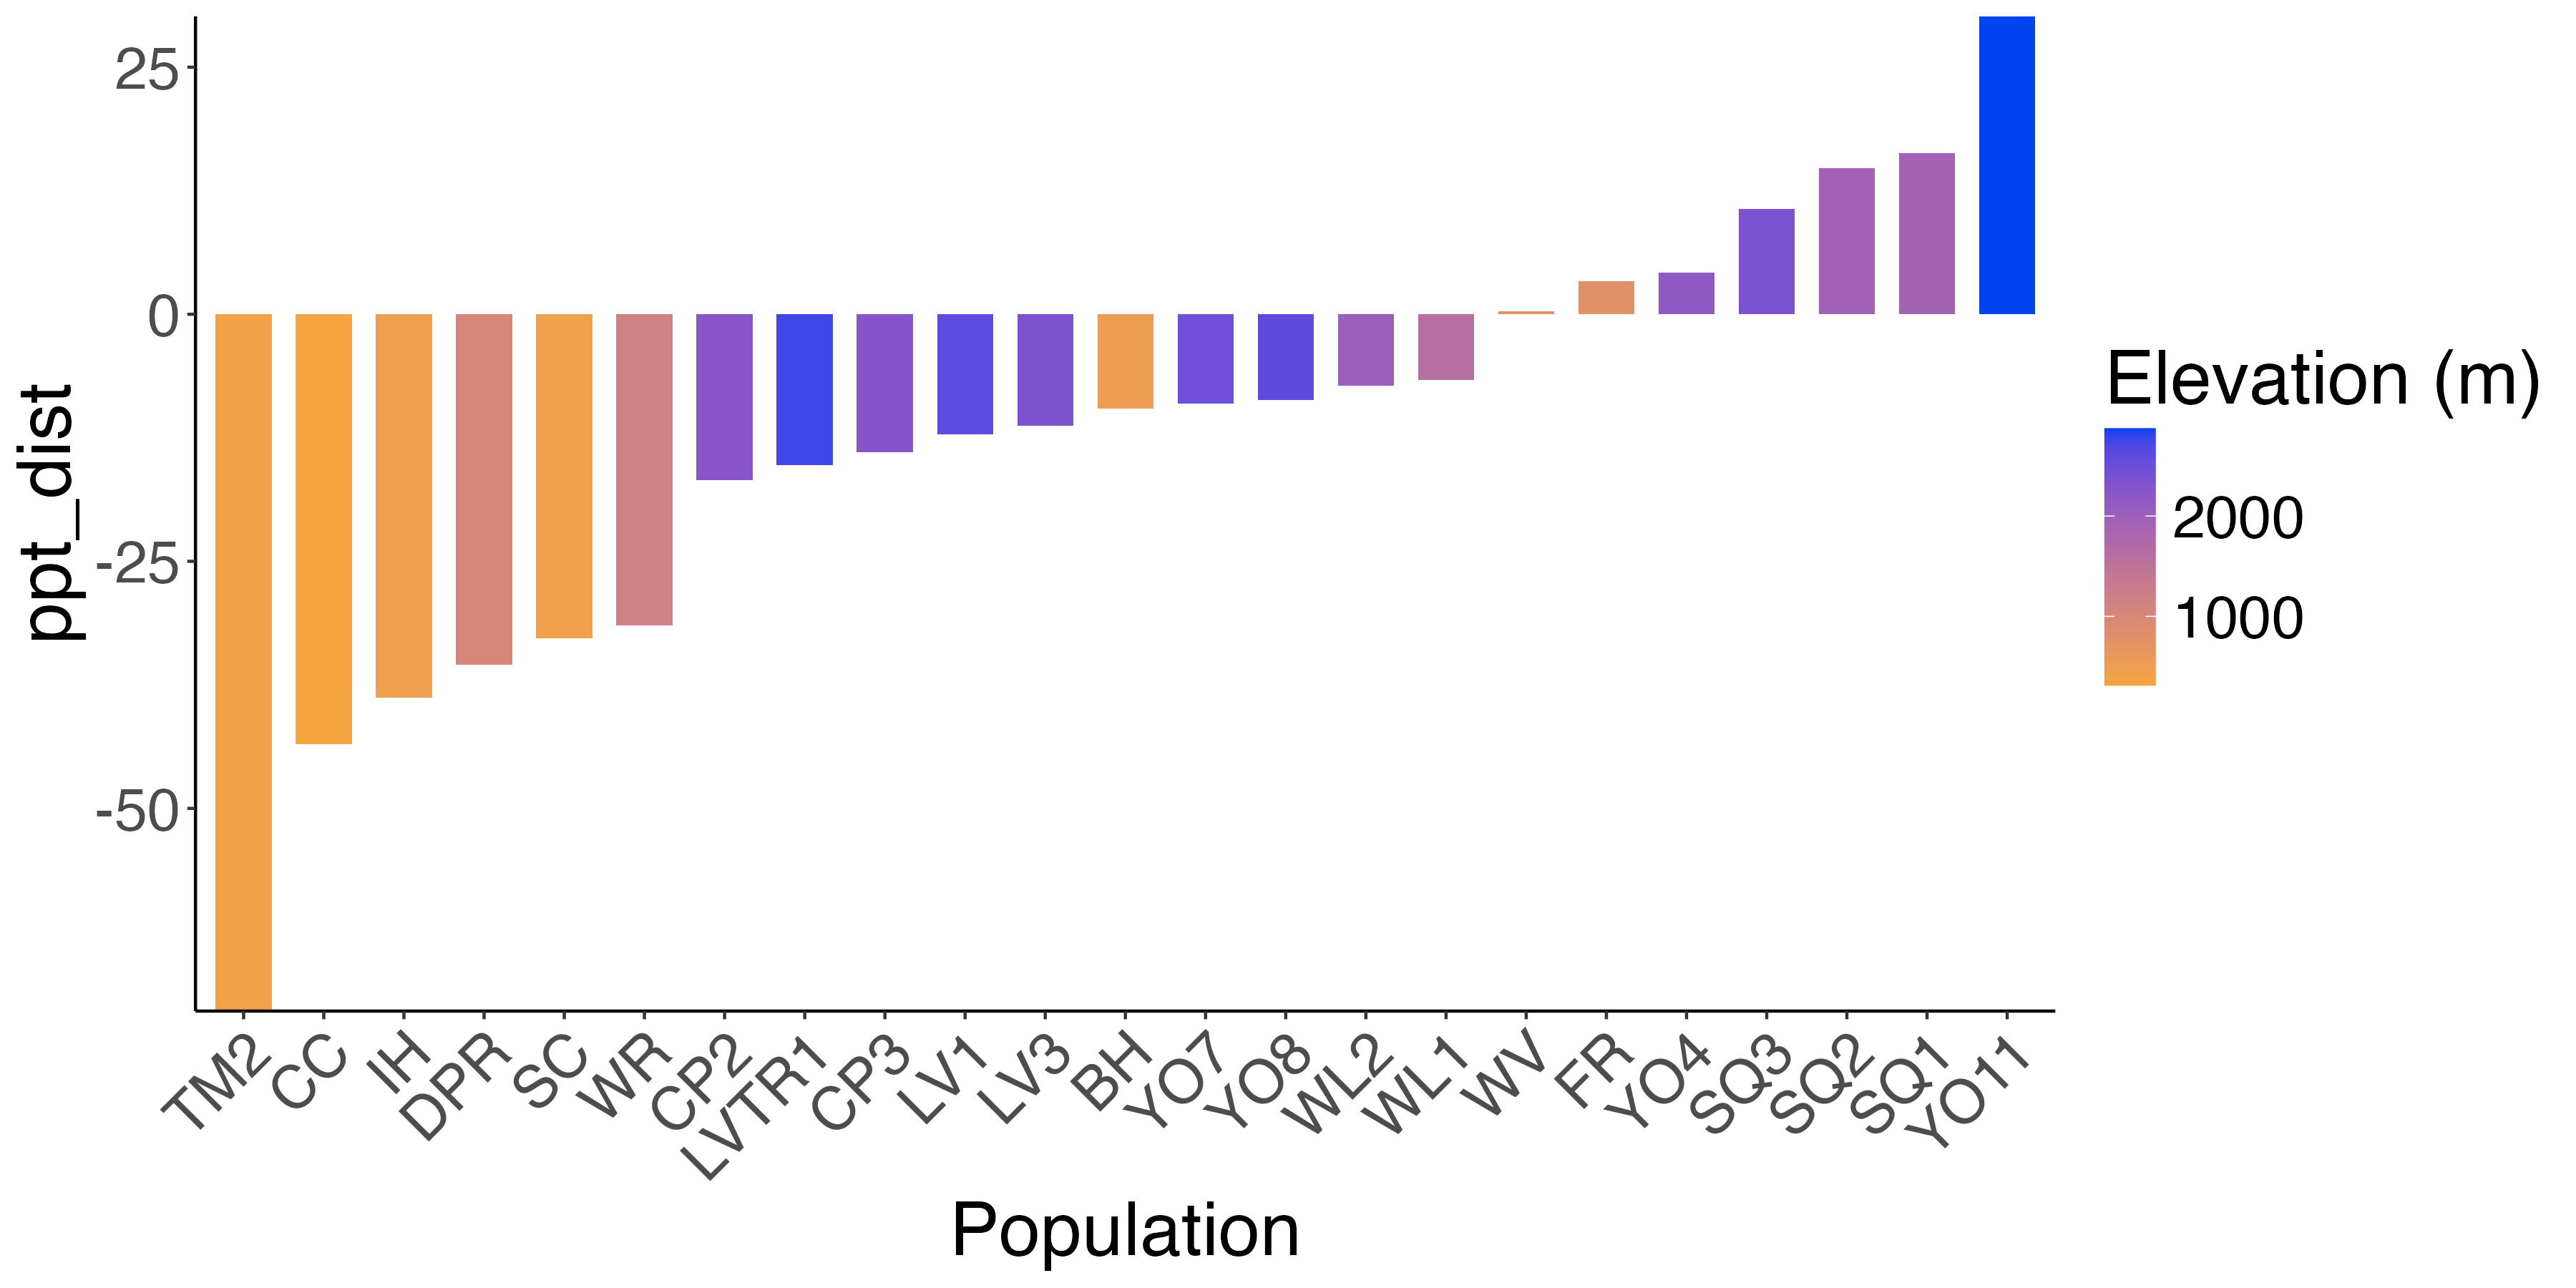 25
0
-25
-50
ppt_dist
TM2
CC
IH
DPR
SC
WR
CP2
LVTR1
CP3
LV1
LV3
BH
YO7
YO8
WL2
WL1
WV
FR
YO4
SQ3
SQ2
SQ1
YO11
Population
Elevation (m)
2000
1000